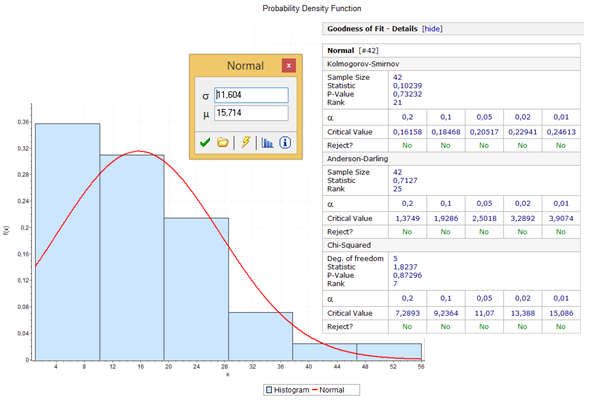 Probability Density Function
Goodness of Fit - Details [hide]
Normal [#42]
Kolmogorov-Smirnov
Sample Size 42
Statistic 0,10239
P-Value 0,73232
Rank 21
α 0,2 0,1 0,05 0,02 0,01
Critical Value 0,16158 0,18468 0,20517 0,22941 0,24613
Reject? No No No No No
Anderson-Darling
Sample Size 42
Statistic 0,7127
Rank 25
α 0,2 0,1 0,05 0,02 0,01
Critical Value 1,3749 1,9286 2,5018 3,2892 3,9074
Reject? No No No No No
Chi-Squared
Deg. of freedom 5
Statistic 1,8237
P-Value 0,87296
Rank 7
α 0,2 0,1 0,05 0,02 0,01
Critical Value 7,2893 9,2364 11,07 13,388 15,086
Reject? No No No No No
Normal x
σ 11,604
μ 15,714
f(x)
0,36
0,32
0,28
0,24
0,2
0,16
0,12
0,08
0,04
0
4 8 12 16 20 24 28 32 36 40 44 48 52 56
x
Histogram Normal